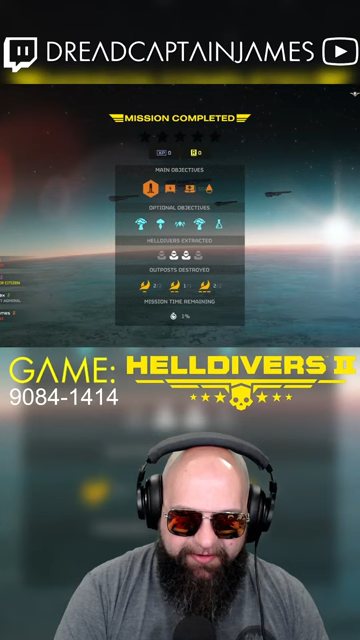 DREADCAPTAINJAMES
MISSION COMPLETED
XP 0 R 0
MAIN OBJECTIVES
OPTIONAL OBJECTIVES
HELLDIVERS EXTRACTED
OUTPOSTS DESTROYED
MISSION TIME REMAINING
1%
GAME: HELLDIVERS II
9084-1414